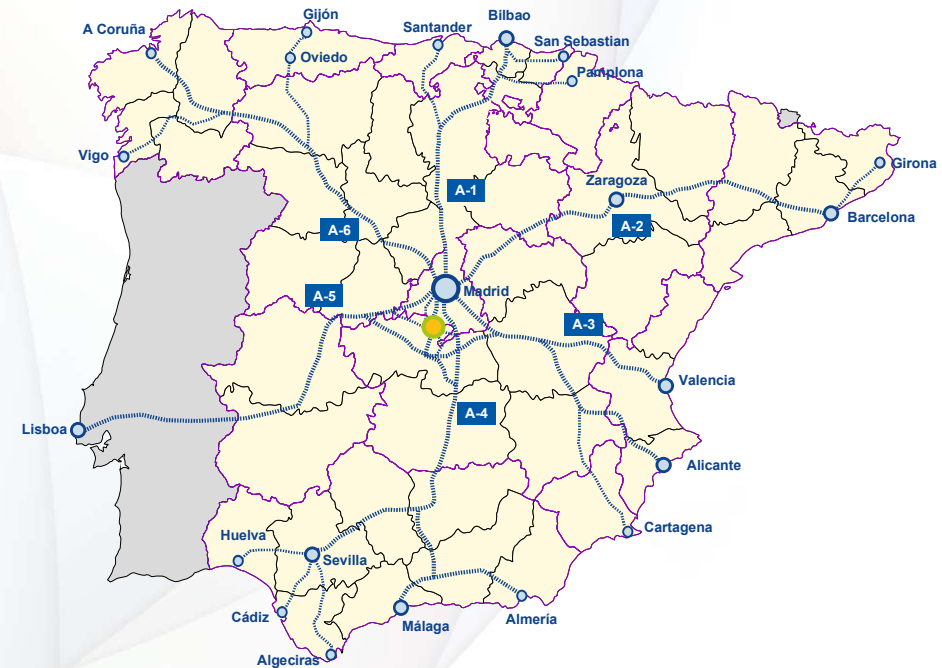 Gijón
Bilbao
A Coruña
Santander
San Sebastian
Oviedo
Pamplona
Vigo
Girona
Zaragoza
A-1
Barcelona
A-6
A-2
Madrid
A-5
A-3
Valencia
A-4
Lisboa
Alicante
Cartagena
Huelva
Sevilla
Cádiz
Málaga
Almería
Algeciras